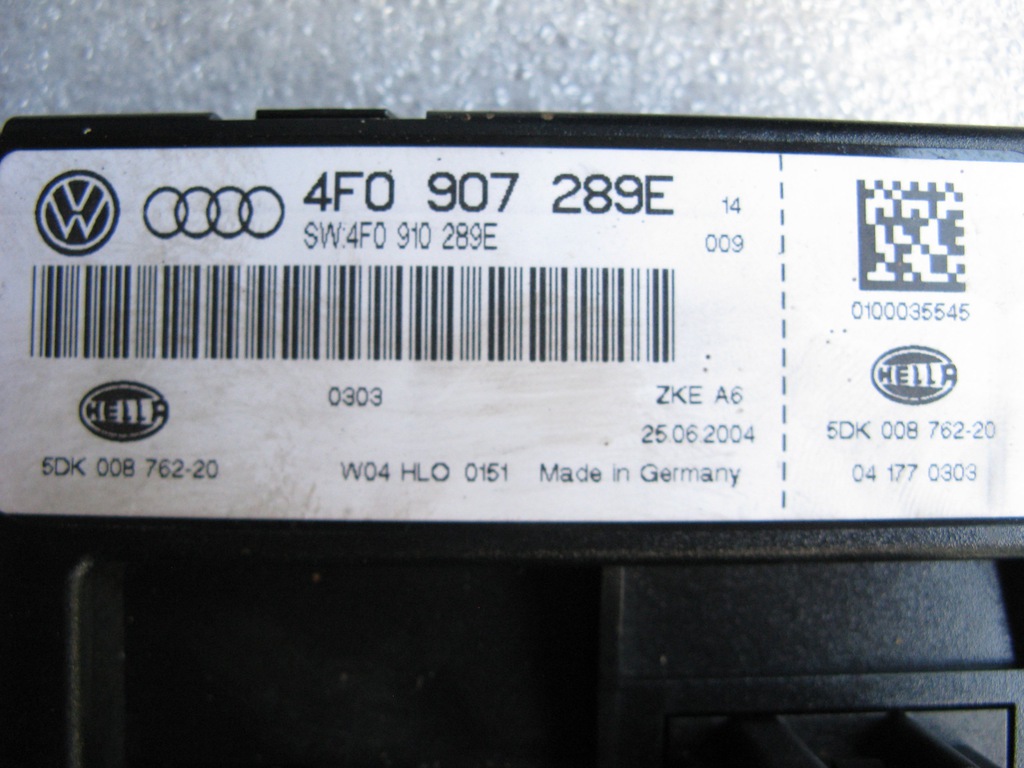 4F0 907 289E 14
SW:4F0 910 289E 009
0303 ZKE A6
25.06.2004
HELLA
5DK 008 762-20 W04 HLO 0151 Made in Germany
0100035545
HELLA
5DK 008 762-20
04 177 0303